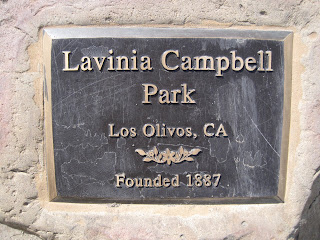 Lavinia Campbell
Park
Los Olivos, CA
Founded 1887